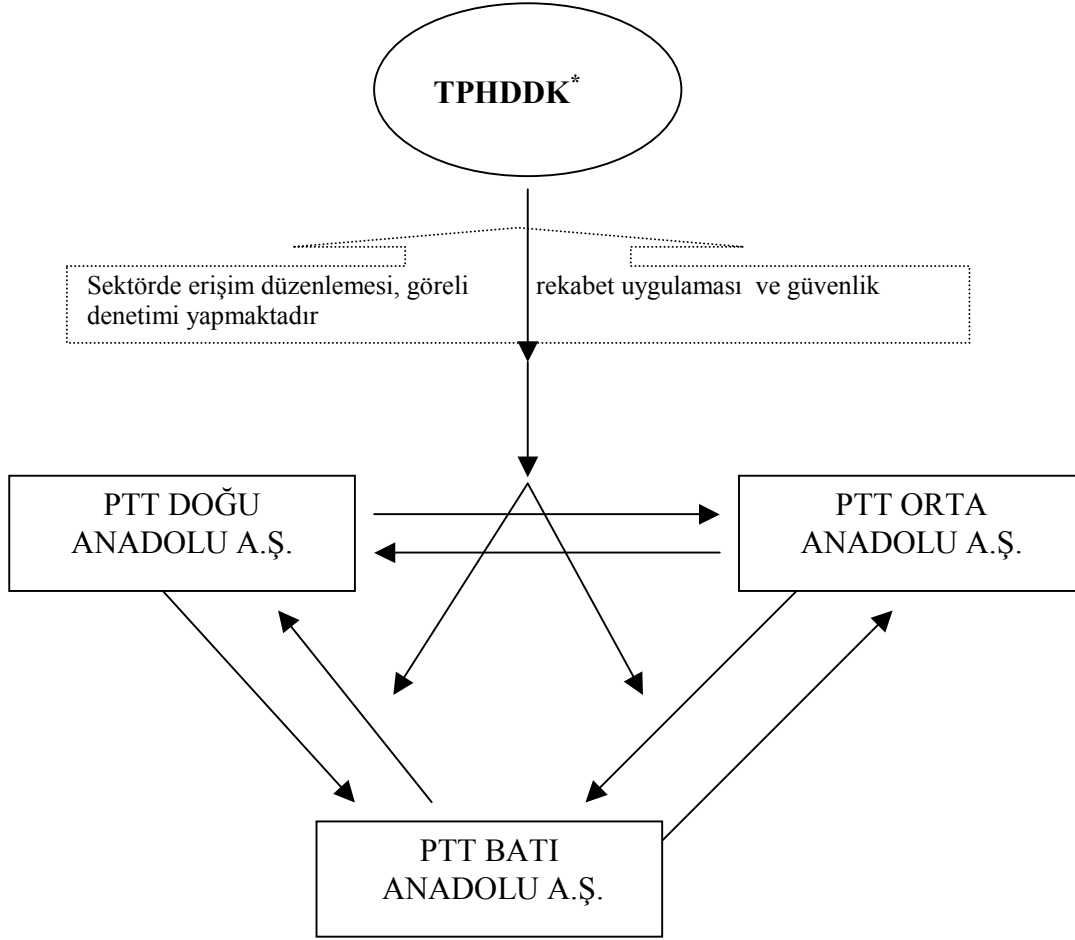 TPHDDK*
Sektörde erişim düzenlemesi, göreli rekabet uygulaması ve güvenlik
denetimi yapmaktadır
PTT DOĞU
ANADOLU A.Ş.
PTT ORTA
ANADOLU A.Ş.
PTT BATI
ANADOLU A.Ş.